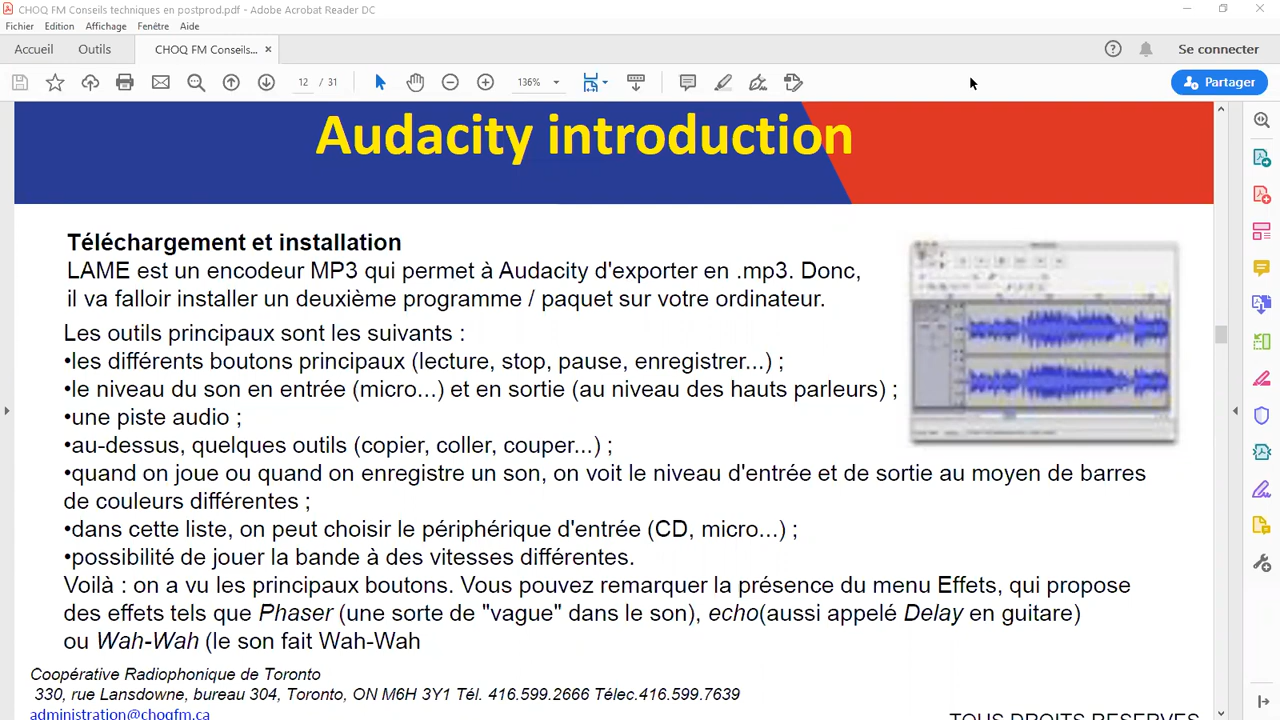 CHOQ FM Conseils techniques en postprod.pdf - Adobe Acrobat Reader DC
Fichier Edition Affichage Fenêtre Aide
Accueil Outils CHOQ FM Conseils... × Se connecter
12 / 31 136% Partager
Audacity introduction
Téléchargement et installation
LAME est un encodeur MP3 qui permet à Audacity d'exporter en .mp3. Donc,
il va falloir installer un deuxième programme / paquet sur votre ordinateur.
Les outils principaux sont les suivants :
•les différents boutons principaux (lecture, stop, pause, enregistrer...) ;
•le niveau du son en entrée (micro...) et en sortie (au niveau des hauts parleurs) ;
•une piste audio ;
•au-dessus, quelques outils (copier, coller, couper...) ;
•quand on joue ou quand on enregistre un son, on voit le niveau d'entrée et de sortie au moyen de barres
de couleurs différentes ;
•dans cette liste, on peut choisir le périphérique d'entrée (CD, micro...) ;
•possibilité de jouer la bande à des vitesses différentes.
Voilà : on a vu les principaux boutons. Vous pouvez remarquer la présence du menu Effets, qui propose
des effets tels que Phaser (une sorte de "vague" dans le son), echo(aussi appelé Delay en guitare)
ou Wah-Wah (le son fait Wah-Wah
Coopérative Radiophonique de Toronto
330, rue Lansdowne, bureau 304, Toronto, ON M6H 3Y1 Tél. 416.599.2666 Télec.416.599.7639
administration@choqfm.ca
TOUS DROITS RESERVES